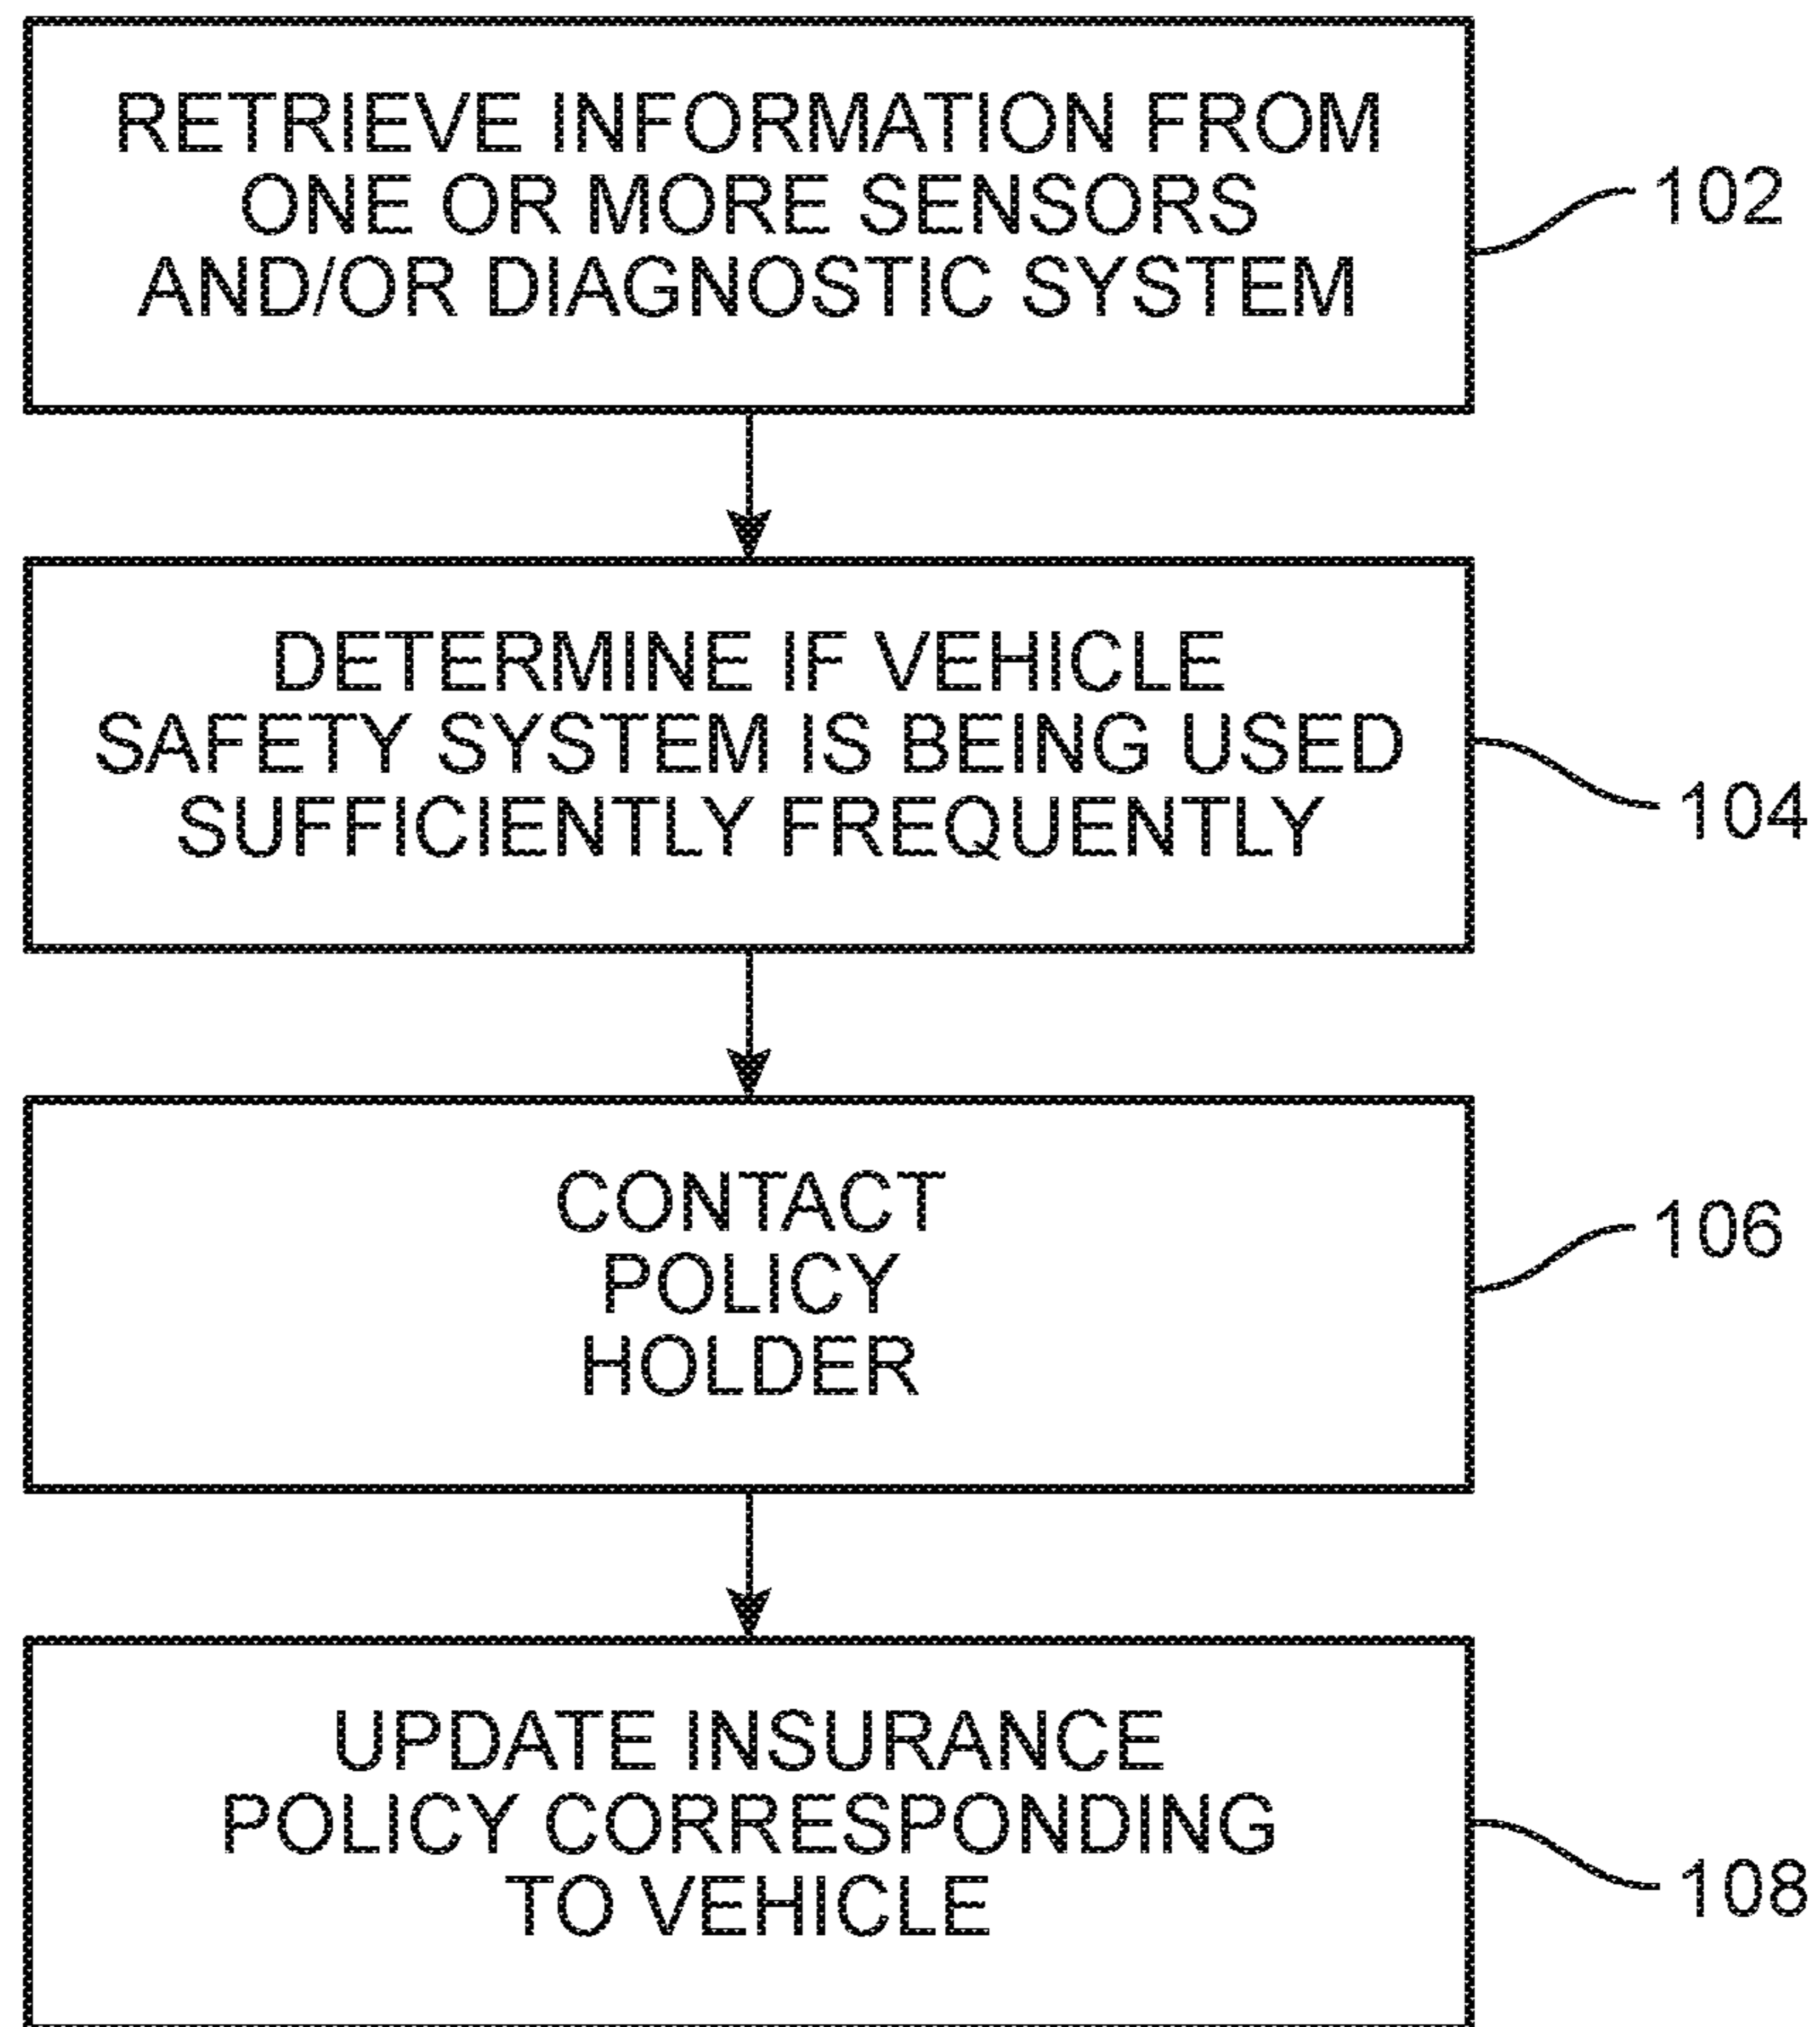 RETRIEVE INFORMATION FROM
ONE OR MORE SENSORS
AND/OR DIAGNOSTIC SYSTEM
102
DETERMINE IF VEHICLE
SAFETY SYSTEM IS BEING USED
SUFFICIENTLY FREQUENTLY
104
CONTACT
POLICY
HOLDER
106
UPDATE INSURANCE
POLICY CORRESPONDING
TO VEHICLE
108